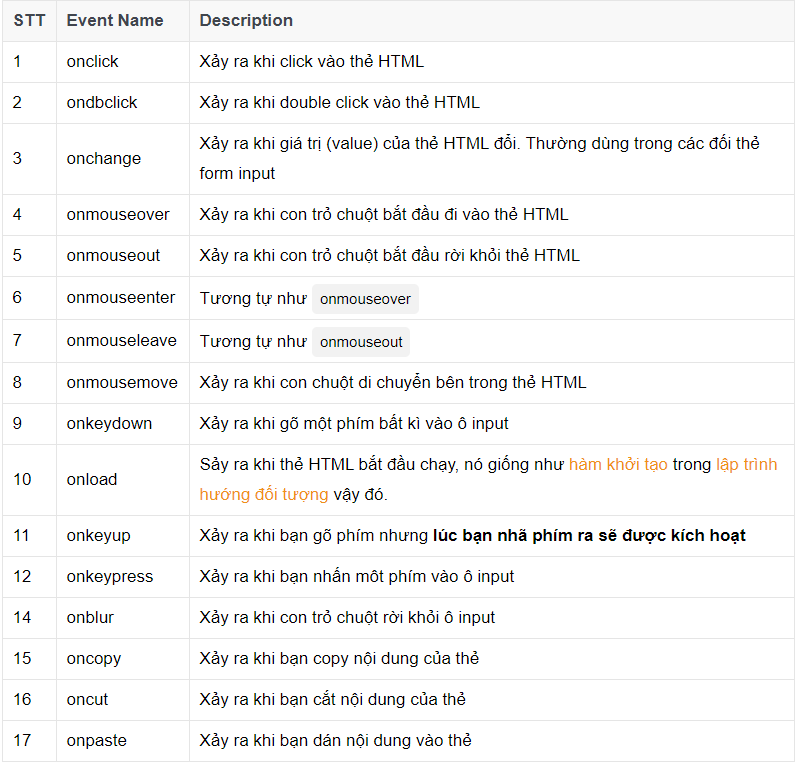 STT Event Name Description
1 onclick Xảy ra khi click vào thẻ HTML
2 ondbclick Xảy ra khi double click vào thẻ HTML
3 onchange Xảy ra khi giá trị (value) của thẻ HTML đổi. Thường dùng trong các đối thẻ
form input
4 onmouseover Xảy ra khi con trỏ chuột bắt đầu đi vào thẻ HTML
5 onmouseout Xảy ra khi con trỏ chuột bắt đầu rời khỏi thẻ HTML
6 onmouseenter Tương tự như onmouseover
7 onmouseleave Tương tự như onmouseout
8 onmousemove Xảy ra khi con chuột di chuyển bên trong thẻ HTML
9 onkeydown Xảy ra khi gõ một phím bất kì vào ô input
10 onload Sảy ra khi thẻ HTML bắt đầu chạy, nó giống như hàm khởi tạo trong lập trình
hướng đối tượng vậy đó.
11 onkeyup Xảy ra khi bạn gõ phím nhưng lúc bạn nhã phím ra sẽ được kích hoạt
12 onkeypress Xảy ra khi bạn nhấn môt phím vào ô input
14 onblur Xảy ra khi con trỏ chuột rời khỏi ô input
15 oncopy Xảy ra khi bạn copy nội dung của thẻ
16 oncut Xảy ra khi bạn cắt nội dung của thẻ
17 onpaste Xảy ra khi bạn dán nội dung vào thẻ